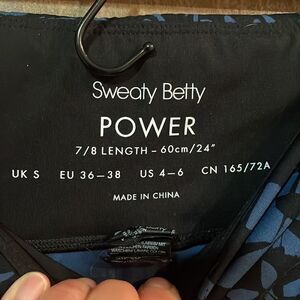 Sweaty Betty
POWER
7/8 LENGTH – 60cm/24"
UK S EU 36–38 US 4–6 CN 165/72A
MADE IN CHINA